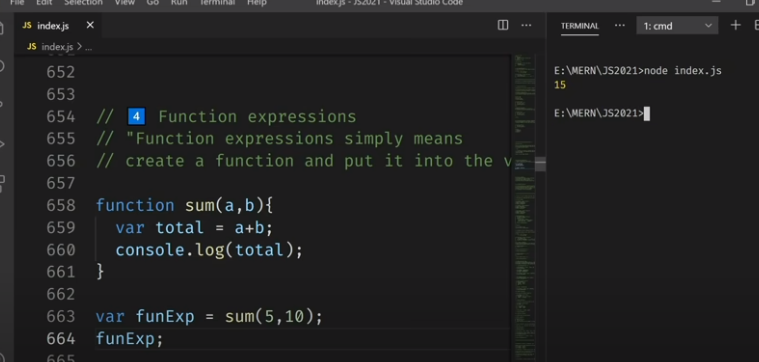 File Edit Selection View Go Run Terminal Help index.js - JS2021 - Visual Studio Code
JS index.js ×
JS index.js > ...
652
653
654 // 4 Function expressions
655 // "Function expressions simply means
656 // create a function and put it into the v
657
658 function sum(a,b){
659 var total = a+b;
660 console.log(total);
661 }
662
663 var funExp = sum(5,10);
664 funExp;
665
TERMINAL ... 1: cmd
E:\MERN\JS2021>node index.js
15
E:\MERN\JS2021>